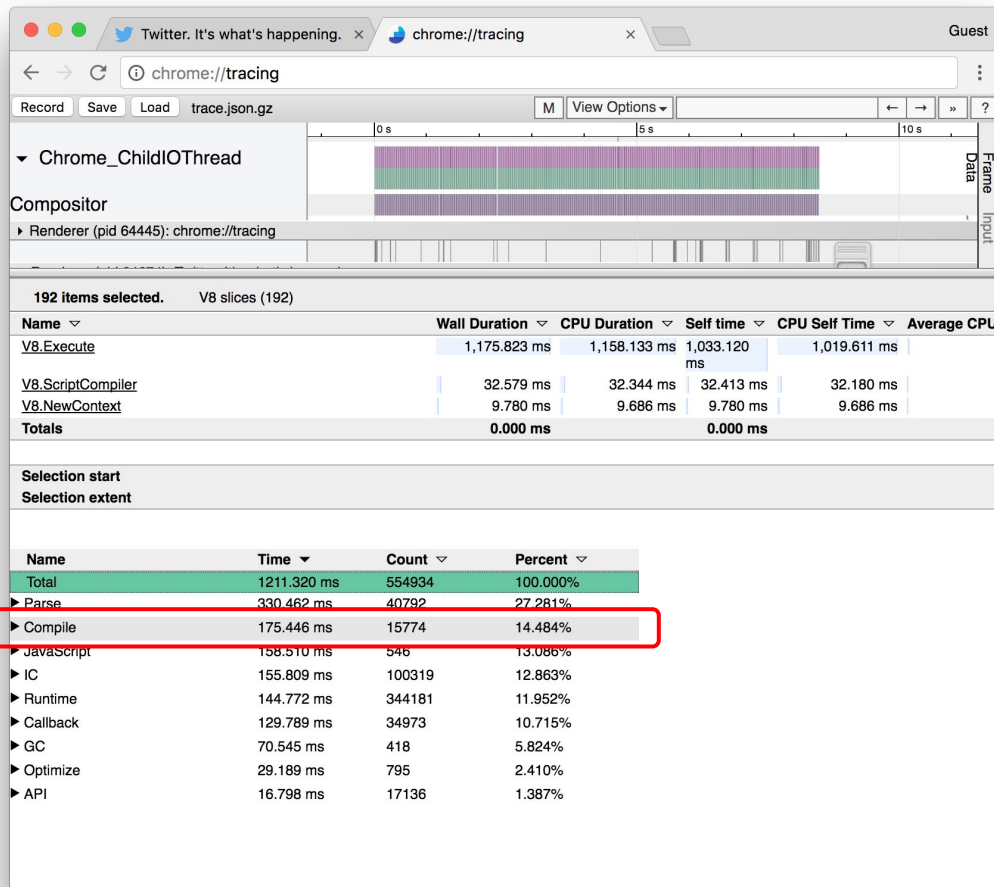 Twitter. It's what's happening. ×
chrome://tracing ×
Guest
chrome://tracing
Record Save Load trace.json.gz M View Options ← → » ?
0 s 5 s 10 s
Chrome_ChildIOThread
Compositor
Renderer (pid 64445): chrome://tracing
Frame Data
Input
192 items selected. V8 slices (192)
Name Wall Duration CPU Duration Self time CPU Self Time Average CPU
V8.Execute 1,175.823 ms 1,158.133 ms 1,033.120 ms 1,019.611 ms
V8.ScriptCompiler 32.579 ms 32.344 ms 32.413 ms 32.180 ms
V8.NewContext 9.780 ms 9.686 ms 9.780 ms 9.686 ms
Totals 0.000 ms 0.000 ms
Selection start
Selection extent
Name Time Count Percent
Total 1211.320 ms 554934 100.000%
Parse 330.462 ms 40792 27.281%
Compile 175.446 ms 15774 14.484%
JavaScript 158.510 ms 546 13.086%
IC 155.809 ms 100319 12.863%
Runtime 144.772 ms 344181 11.952%
Callback 129.789 ms 34973 10.715%
GC 70.545 ms 418 5.824%
Optimize 29.189 ms 795 2.410%
API 16.798 ms 17136 1.387%